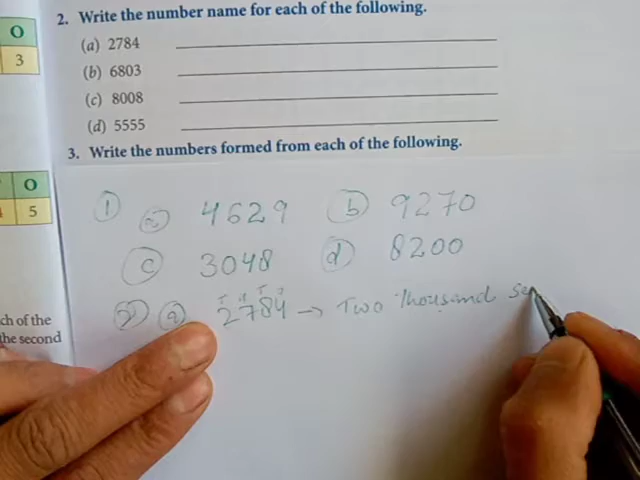 O
3
2. Write the number name for each of the following.
(a) 2784
(b) 6803
(c) 8008
(d) 5555
3. Write the numbers formed from each of the following.
O
5
① ⓐ 4629 ⓑ 9270
ⓒ 3048 ⓓ 8200
② ⓐ 2784 → Two Thousand se
ch of the
the second